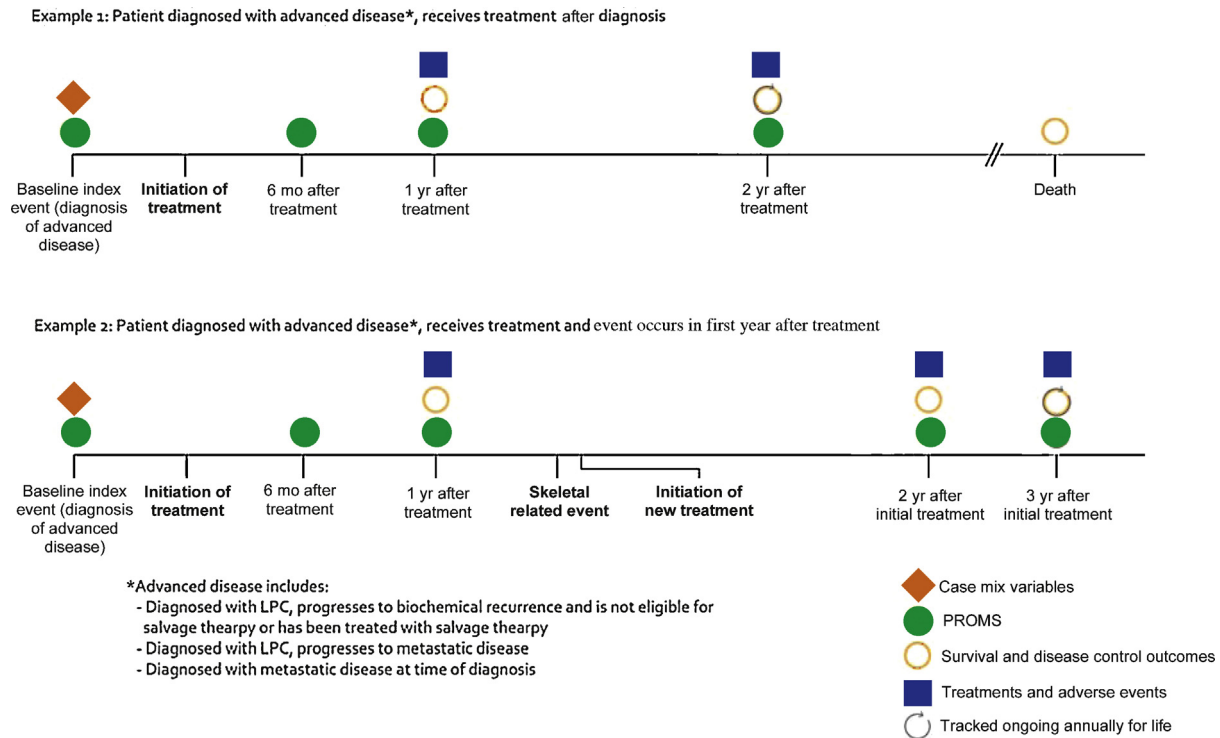 Example 1: Patient diagnosed with advanced disease*, receives treatment after diagnosis
Baseline index
event (diagnosis
of advanced
disease)
Initiation of
treatment
6 mo after
treatment
1 yr after
treatment
2 yr after
treatment
Death
Example 2: Patient diagnosed with advanced disease*, receives treatment and event occurs in first year after treatment
Baseline index
event (diagnosis
of advanced
disease)
Initiation of
treatment
6 mo after
treatment
1 yr after
treatment
Skeletal
related event
Initiation of
new treatment
2 yr after
initial treatment
3 yr after
initial treatment
*Advanced disease includes:
- Diagnosed with LPC, progresses to biochemical recurrence and is not eligible for
salvage thearpy or has been treated with salvage thearpy
- Diagnosed with LPC, progresses to metastatic disease
- Diagnosed with metastatic disease at time of diagnosis
Case mix variables
PROMS
Survival and disease control outcomes
Treatments and adverse events
Tracked ongoing annually for life